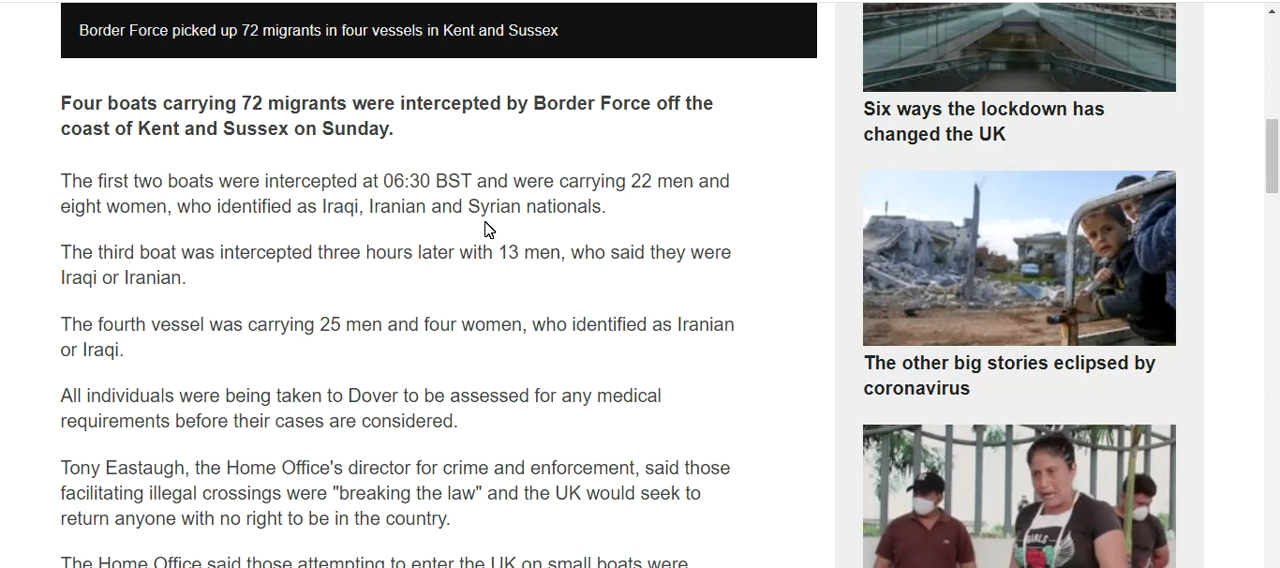 Border Force picked up 72 migrants in four vessels in Kent and Sussex
Four boats carrying 72 migrants were intercepted by Border Force off the
coast of Kent and Sussex on Sunday.
The first two boats were intercepted at 06:30 BST and were carrying 22 men and
eight women, who identified as Iraqi, Iranian and Syrian nationals.
The third boat was intercepted three hours later with 13 men, who said they were
Iraqi or Iranian.
The fourth vessel was carrying 25 men and four women, who identified as Iranian
or Iraqi.
All individuals were being taken to Dover to be assessed for any medical
requirements before their cases are considered.
Tony Eastaugh, the Home Office's director for crime and enforcement, said those
facilitating illegal crossings were "breaking the law" and the UK would seek to
return anyone with no right to be in the country.
The Home Office said those attempting to enter the UK on small boats were
Six ways the lockdown has
changed the UK
The other big stories eclipsed by
coronavirus